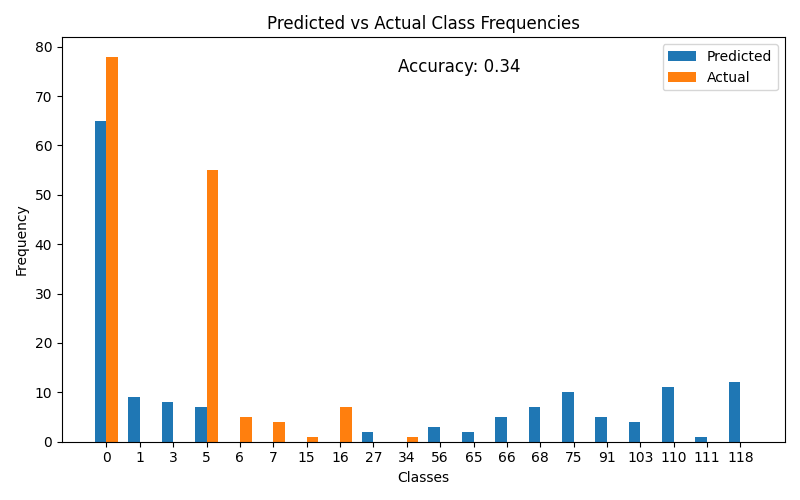 Predicted vs Actual Class Frequencies
Accuracy: 0.34
Predicted
Actual
Frequency
80
70
60
50
40
30
20
10
0
0 1 3 5 6 7 15 16 27 34 56 65 66 68 75 91 103 110 111 118
Classes